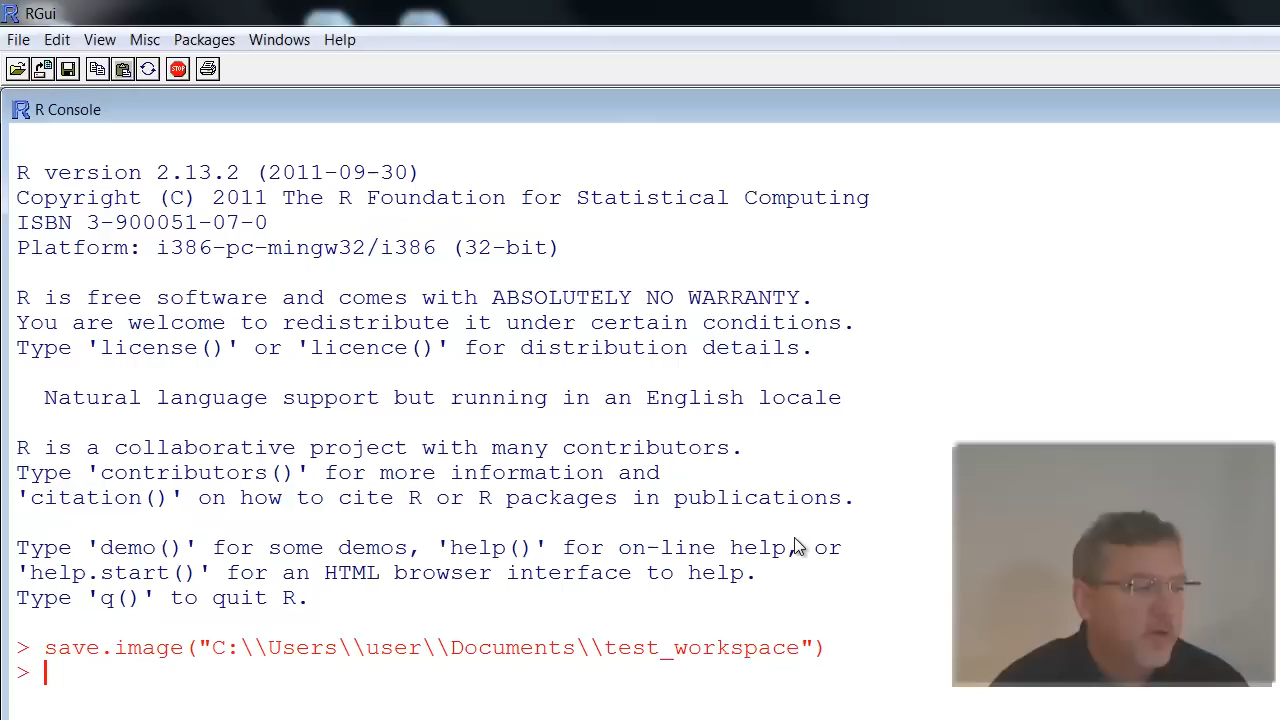 RGui
File Edit View Misc Packages Windows Help
STOP
R Console
R version 2.13.2 (2011-09-30)
Copyright (C) 2011 The R Foundation for Statistical Computing
ISBN 3-900051-07-0
Platform: i386-pc-mingw32/i386 (32-bit)
R is free software and comes with ABSOLUTELY NO WARRANTY.
You are welcome to redistribute it under certain conditions.
Type 'license()' or 'licence()' for distribution details.
Natural language support but running in an English locale
R is a collaborative project with many contributors.
Type 'contributors()' for more information and
'citation()' on how to cite R or R packages in publications.
Type 'demo()' for some demos, 'help()' for on-line help, or
'help.start()' for an HTML browser interface to help.
Type 'q()' to quit R.
> save.image("C:\\Users\\user\\Documents\\test_workspace")
>